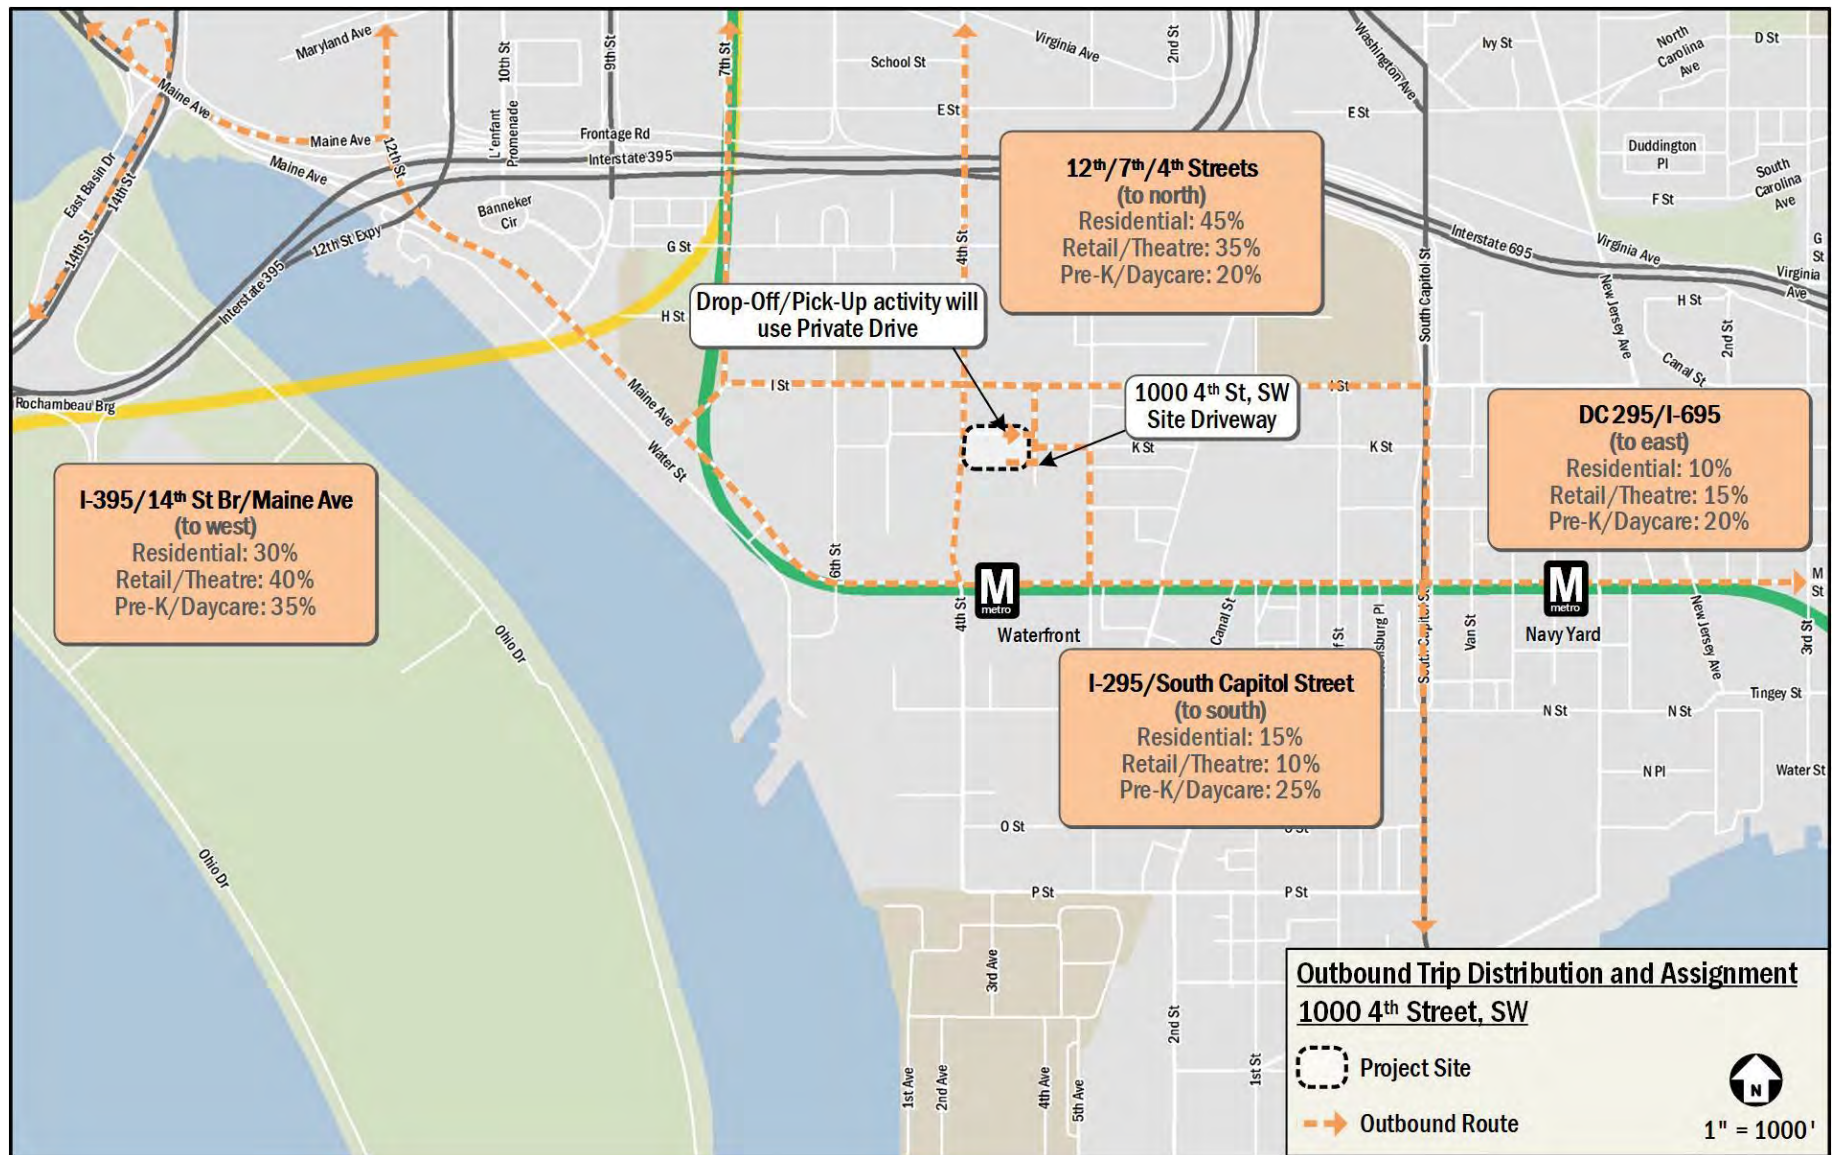 Maryland Ave
10th St
9th St
7th St
School St
Virginia Ave
2nd St
Washington Ave
Ivy St
North
Carolina
Ave
D St
Maine Ave
E St
E St
Maine Ave
12th St
L'enfant
Promenade
Frontage Rd
Interstate 395
Maine Ave
East Basin Dr
14th St
14th St
Duddington
Pl
South
Carolina
Ave
F St
12th/7th/4th Streets
(to north)
Residential: 45%
Retail/Theatre: 35%
Pre-K/Daycare: 20%
Banneker
Cir
12th St Expy
Interstate 395
G St
4th St
South Capitol St
Interstate 695
Virginia Ave
G
St
Virginia
Ave
New Jersey Ave
H St
2nd St
Canal St
Drop-Off/Pick-Up activity will
use Private Drive
H St
I St
I St
Rochambeau Brg
Maine Ave
Water St
1000 4th St, SW
Site Driveway
K St
K St
DC 295/I-695
(to east)
Residential: 10%
Retail/Theatre: 15%
Pre-K/Daycare: 20%
I-395/14th St Br/Maine Ave
(to west)
Residential: 30%
Retail/Theatre: 40%
Pre-K/Daycare: 35%
6th St
M
metro
M
metro
M
St
4th St
Waterfront
Canal St
South Capitol St
Van St
Navy Yard
New Jersey Ave
3rd St
Ohio Dr
I-295/South Capitol Street
(to south)
Residential: 15%
Retail/Theatre: 10%
Pre-K/Daycare: 25%
Tingey St
N St
N St
N Pl
Water St
O St
Ohio Dr
P St
P St
3rd Ave
2nd St
1st St
1st Ave
2nd Ave
4th Ave
5th Ave
Outbound Trip Distribution and Assignment
1000 4th Street, SW
Project Site
Outbound Route
N
1" = 1000'